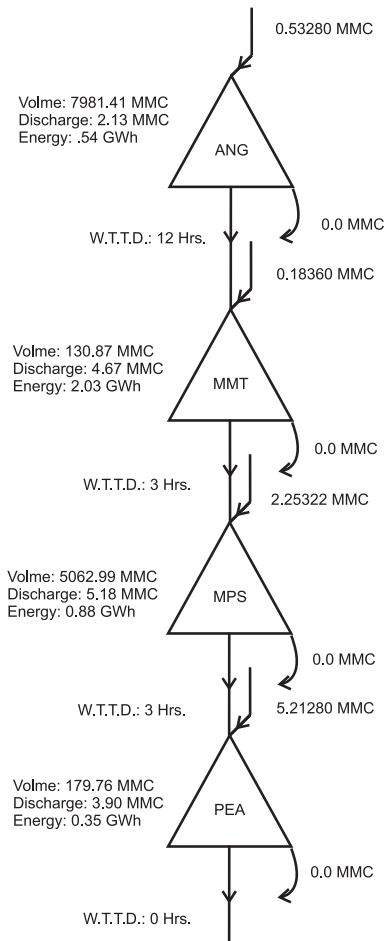 0.53280 MMC
Volme: 7981.41 MMC
Discharge: 2.13 MMC
Energy: .54 GWh
ANG
0.0 MMC
W.T.T.D.: 12 Hrs.
0.18360 MMC
Volme: 130.87 MMC
Discharge: 4.67 MMC
Energy: 2.03 GWh
MMT
0.0 MMC
W.T.T.D.: 3 Hrs.
2.25322 MMC
Volme: 5062.99 MMC
Discharge: 5.18 MMC
Energy: 0.88 GWh
MPS
0.0 MMC
W.T.T.D.: 3 Hrs.
5.21280 MMC
Volme: 179.76 MMC
Discharge: 3.90 MMC
Energy: 0.35 GWh
PEA
0.0 MMC
W.T.T.D.: 0 Hrs.